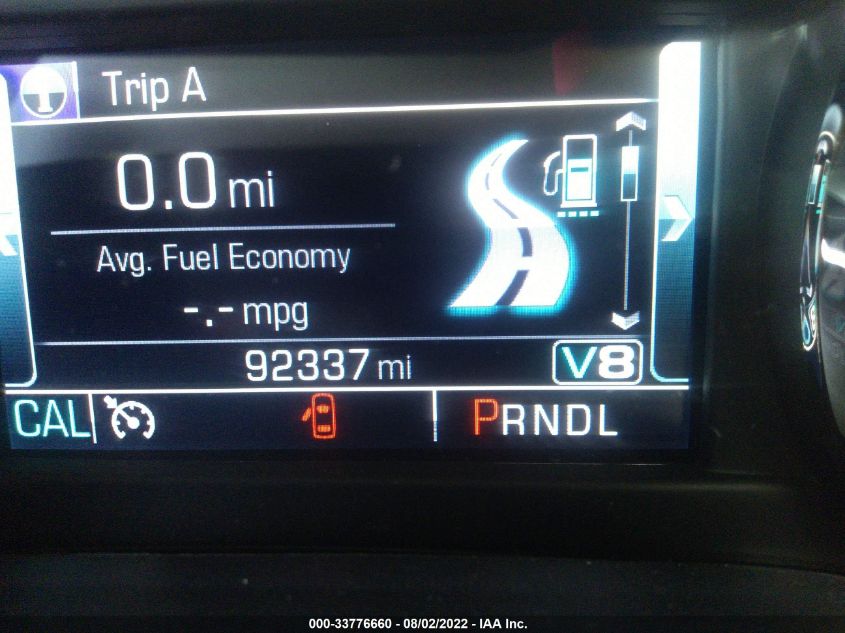 Trip A
0.0 mi
Avg. Fuel Economy
-.- mpg
92337 mi V8
CAL PRNDL
000-33776660 - 08/02/2022 - IAA Inc.